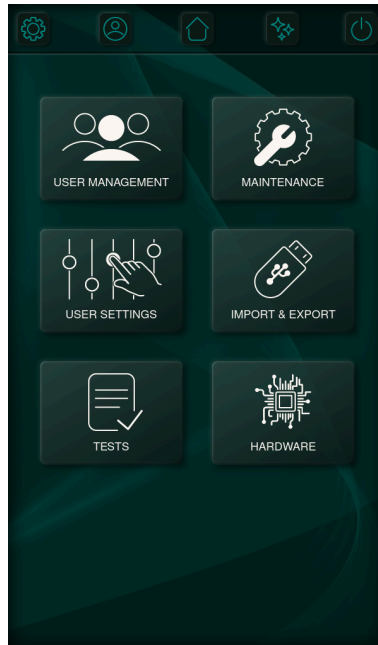 USER MANAGEMENT
MAINTENANCE
USER SETTINGS
IMPORT & EXPORT
TESTS
HARDWARE